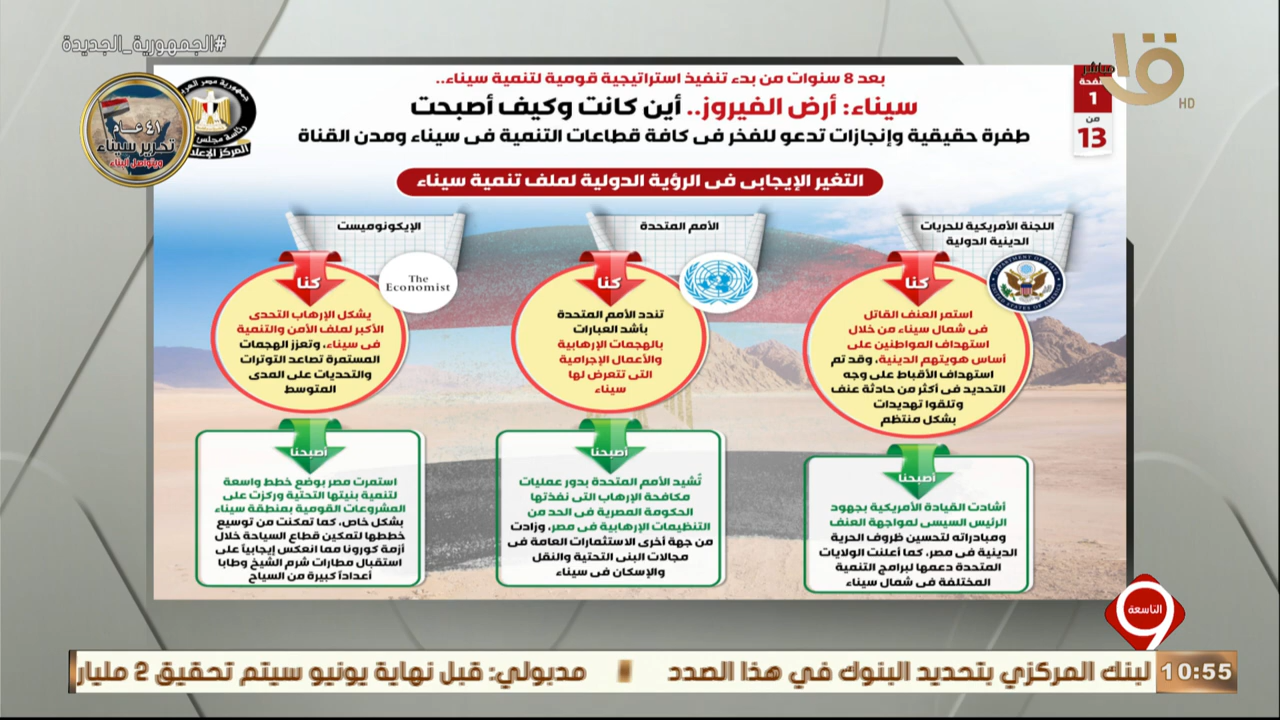 #الجمهورية_الجديدة
مباشر
HD
صفحة
1
من
13
بعد 8 سنوات من بدء تنفيذ استراتيجية قومية لتنمية سيناء..
سيناء: أرض الفيروز.. أين كانت وكيف أصبحت
طفرة حقيقية وإنجازات تدعو للفخر فى كافة قطاعات التنمية فى سيناء ومدن القناة
٤١ عـام
تحرير سيناء
ويتواصل البناء
رئاسة مجلس
التغير الإيجابى فى الرؤية الدولية لملف تنمية سيناء
اللجنة الأمريكية للحريات
الدينية الدولية
كنا
استمر العنف القاتل
فى شمال سيناء من خلال
استهداف المواطنين على
أساس هويتهم الدينية، وقد تم
استهداف الأقباط على وجه
التحديد فى أكثر من حادثة عنف
وتلقوا تهديدات
بشكل منتظم
أصبحنا
أشادت القيادة الأمريكية بجهود
الرئيس السيسى لمواجهة العنف
ومبادراته لتحسين ظروف الحرية
الدينية فى مصر، كما أعلنت الولايات
المتحدة دعمها لبرامج التنمية
المختلفة فى شمال سيناء
الأمم المتحدة
كنا
تندد الأمم المتحدة
بأشد العبارات
بالهجمات الإرهابية
والأعمال الإجرامية
التى تتعرض لها
سيناء
أصبحنا
تُشيد الأمم المتحدة بدور عمليات
مكافحة الإرهاب التى نفذتها
الحكومة المصرية فى الحد من
التنظيمات الإرهابية فى مصر، وزادت
من جهة أخرى الاستثمارات العامة فى
مجالات البنى التحتية والنقل
والإسكان فى سيناء
الإيكونوميست
The
Economist
كنا
يشكل الإرهاب التحدى
الأكبر لملف الأمن والتنمية
فى سيناء، وتعزز الهجمات
المستمرة تصاعد التوترات
والتحديات على المدى
المتوسط
أصبحنا
استمرت مصر بوضع خطط واسعة
لتنمية بنيتها التحتية وركزت على
المشروعات القومية بمنطقة سيناء
بشكل خاص، كما تمكنت من توسيع
خططها لتمكين قطاع السياحة خلال
أزمة كورونا مما انعكس إيجابياً على
استقبال مطارات شرم الشيخ وطابا
أعداداً كبيرة من السياح
التاسعة
9
10:55
لبنك المركزي بتحديد البنوك في هذا الصدد
مدبولي: قبل نهاية يونيو سيتم تحقيق 2 مليار